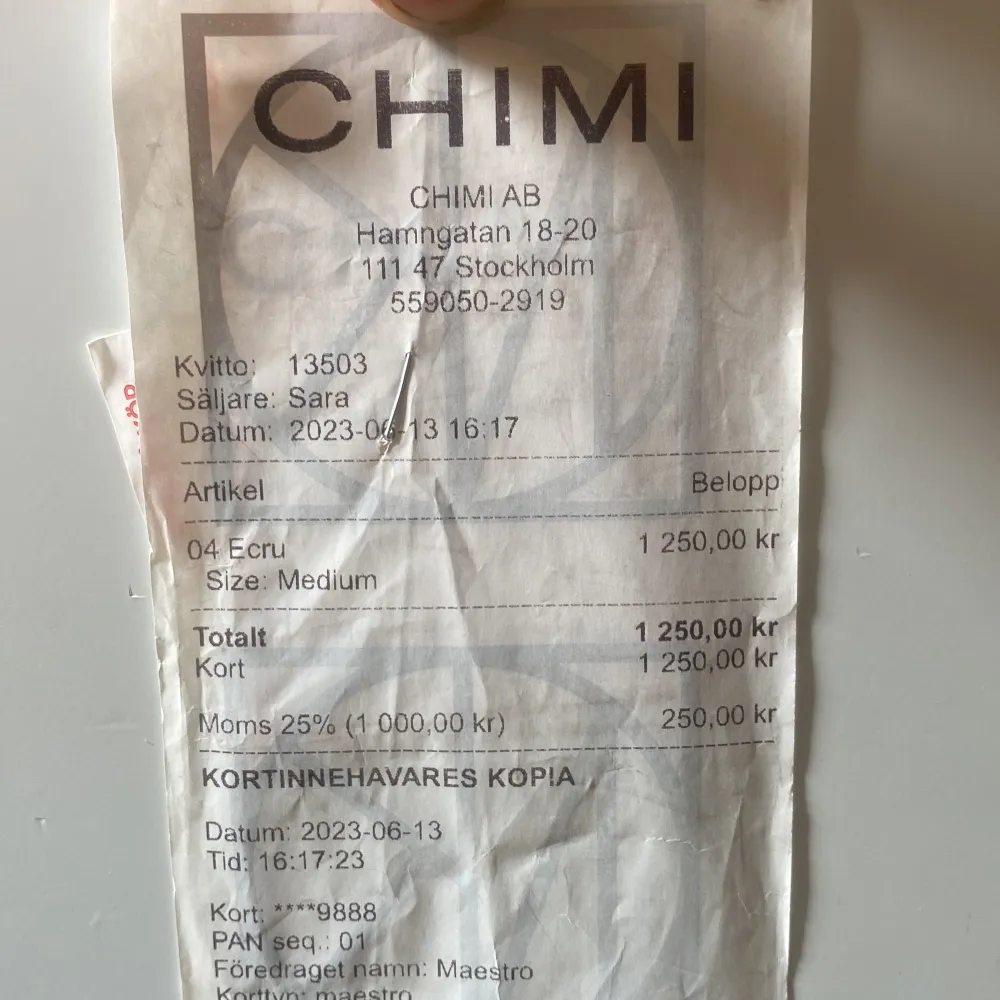 CHIMI
CHIMI AB
Hamngatan 18-20
111 47 Stockholm
559050-2919
Kvitto: 13503
Säljare: Sara
Datum: 2023-06-13 16:17
Artikel Belopp
04 Ecru 1 250,00 kr
Size: Medium
Totalt 1 250,00 kr
Kort 1 250,00 kr
Moms 25% (1 000,00 kr) 250,00 kr
KORTINNEHAVARES KOPIA
Datum: 2023-06-13
Tid: 16:17:23
Kort: ****9888
PAN seq.: 01
Föredraget namn: Maestro
Korttyp: maestro